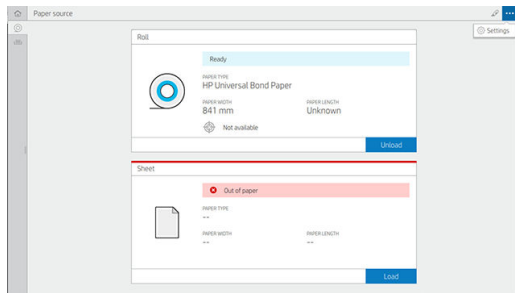 Paper source
Settings
Roll
Ready
PAPER TYPE
HP Universal Bond Paper
PAPER WIDTH PAPER LENGTH
841 mm Unknown
Not available
Unload
Sheet
Out of paper
PAPER TYPE
--
PAPER WIDTH PAPER LENGTH
-- --
Load